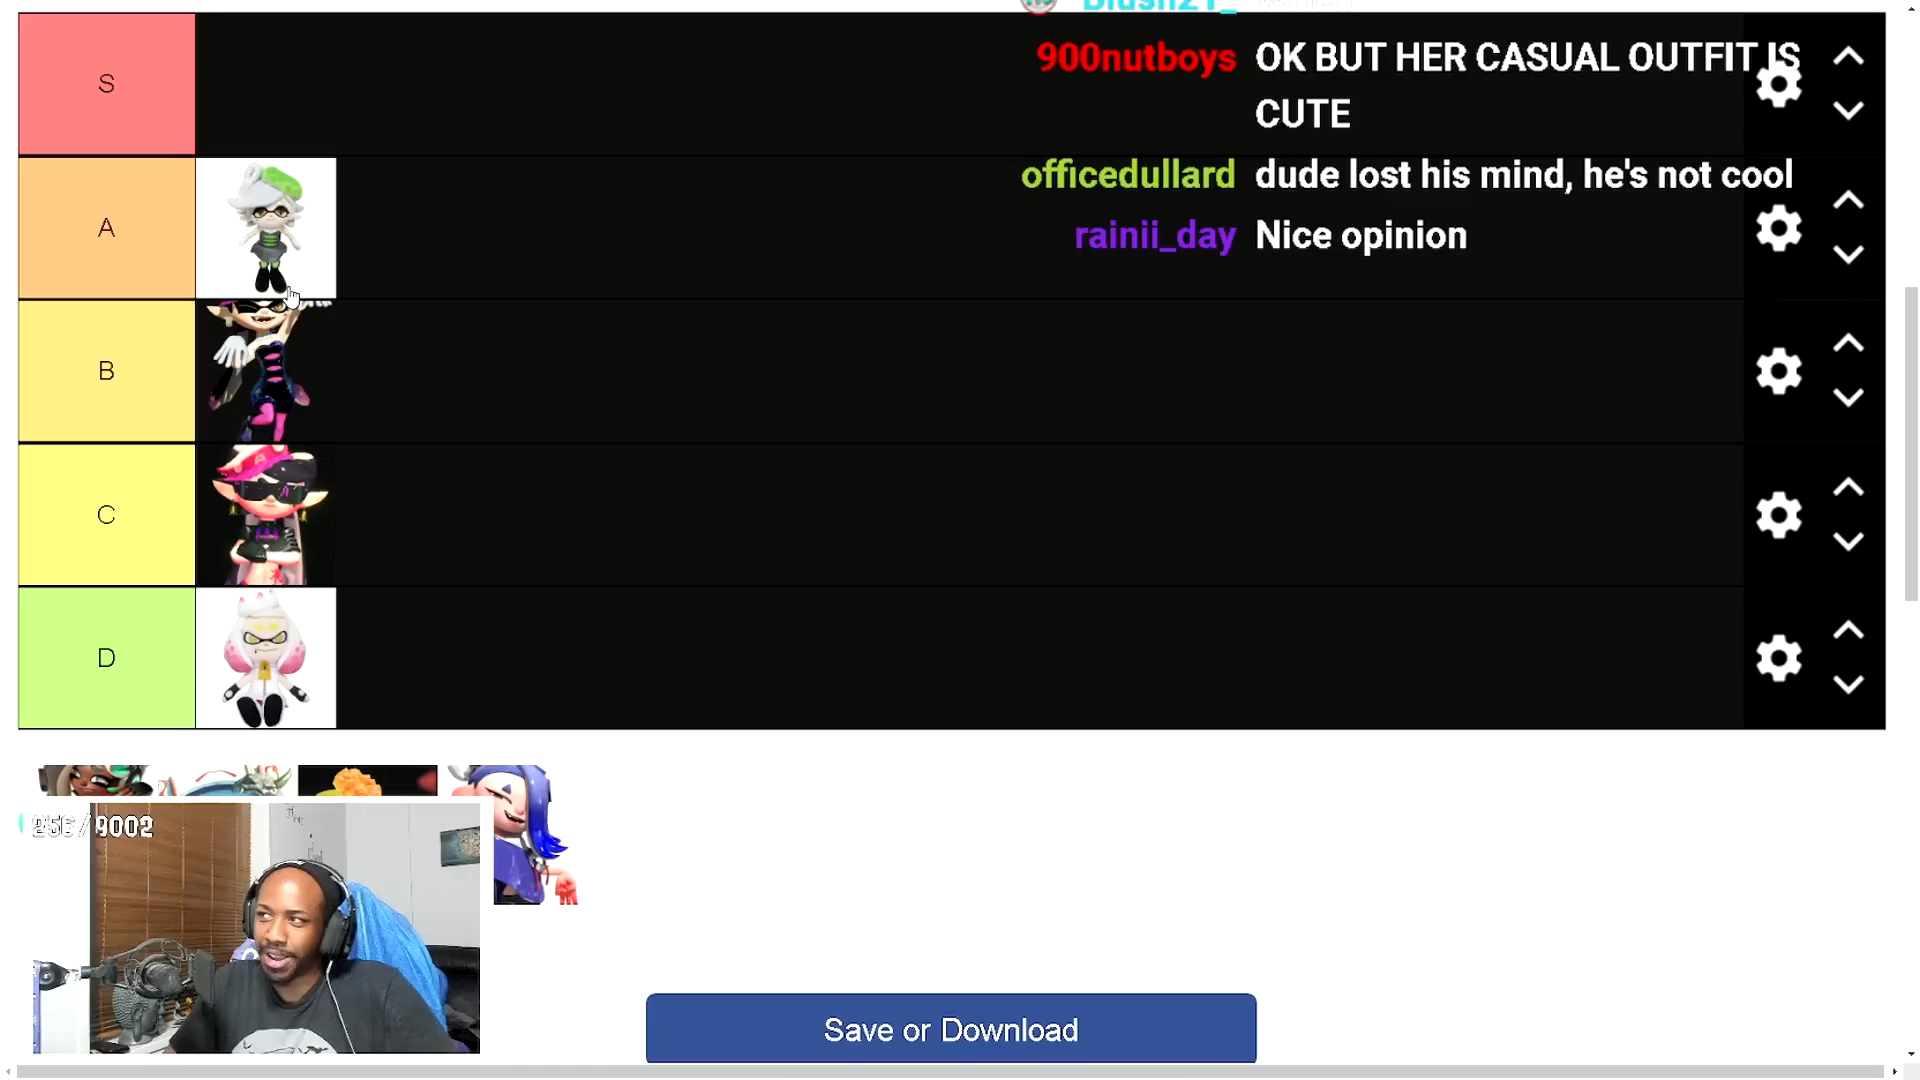 S
900nutboys OK BUT HER CASUAL OUTFIT IS
CUTE
officedullard dude lost his mind, he's not cool
A
rainii_day Nice opinion
B
C
D
Save or Download